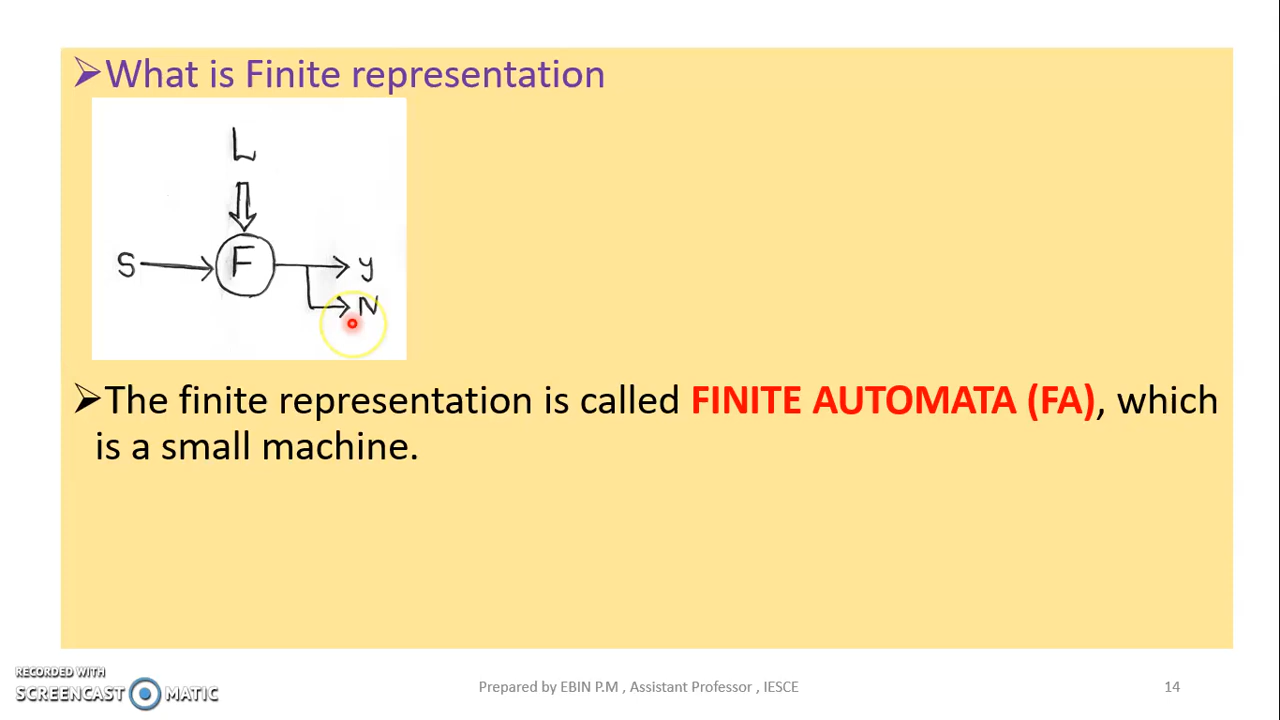 ➢What is Finite representation
L
S F y
N
➢The finite representation is called FINITE AUTOMATA (FA), which
is a small machine.
RECORDED WITH
SCREENCAST MATIC
Prepared by EBIN P.M , Assistant Professor , IESCE
14